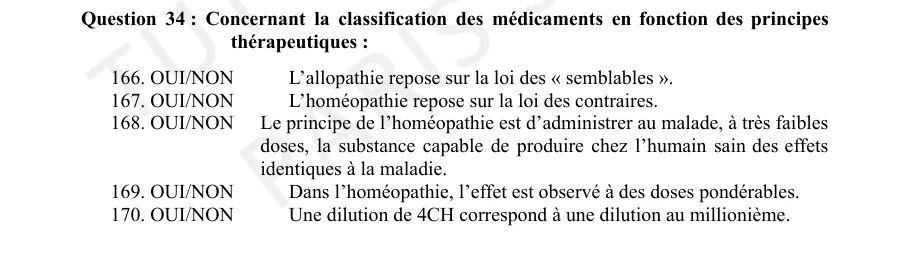 Question 34 : Concernant la classification des médicaments en fonction des principes
thérapeutiques :
166. OUI/NON L'allopathie repose sur la loi des « semblables ».
167. OUI/NON L'homéopathie repose sur la loi des contraires.
168. OUI/NON Le principe de l'homéopathie est d'administrer au malade, à très faibles
doses, la substance capable de produire chez l'humain sain des effets
identiques à la maladie.
169. OUI/NON Dans l'homéopathie, l'effet est observé à des doses pondérables.
170. OUI/NON Une dilution de 4CH correspond à une dilution au millionième.